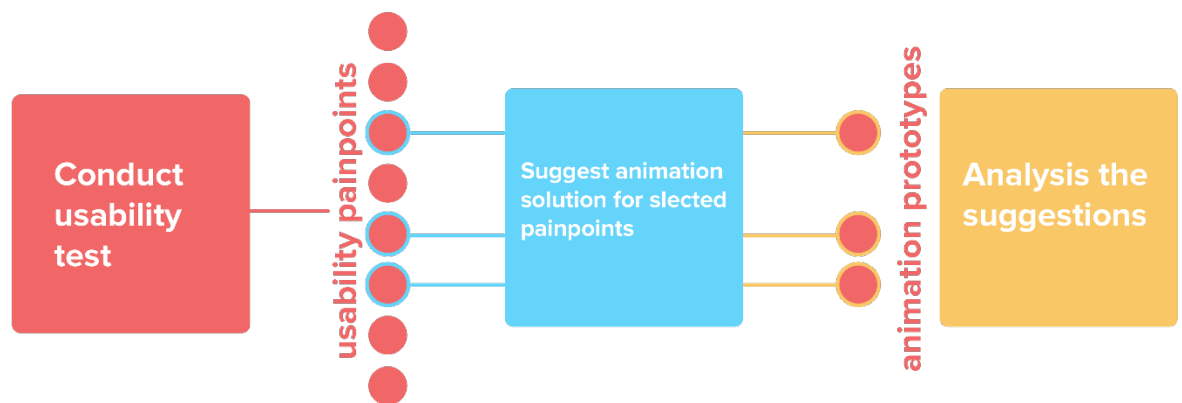 Conduct
usability
test
usability painpoints
Suggest animation
solution for slected
painpoints
animation prototypes
Analysis the
suggestions